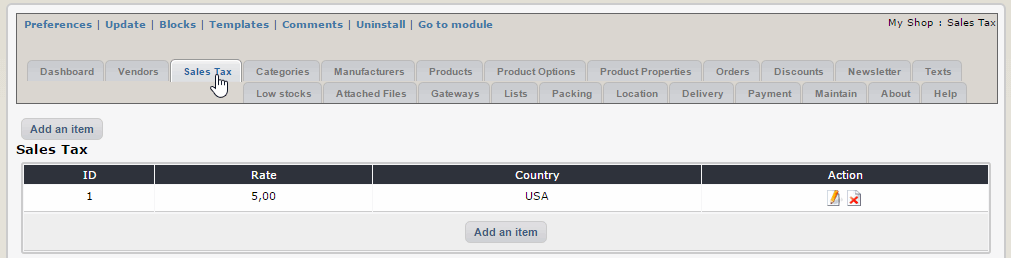 Preferences | Update | Blocks | Templates | Comments | Uninstall | Go to module
My Shop : Sales Tax
Dashboard Vendors Sales Tax Categories Manufacturers Products Product Options Product Properties Orders Discounts Newsletter Texts
Low stocks Attached Files Gateways Lists Packing Location Delivery Payment Maintain About Help
Add an item
Sales Tax
ID Rate Country Action
1 5,00 USA
Add an item